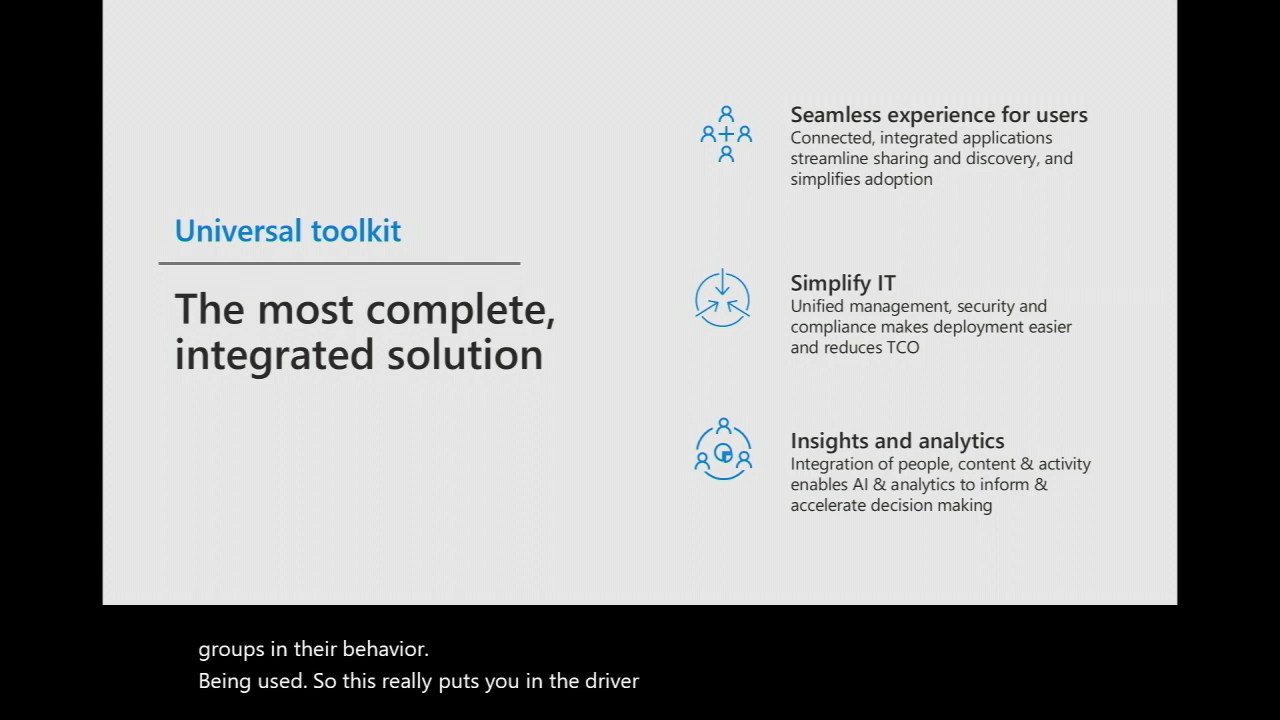 Universal toolkit
The most complete,
integrated solution
Seamless experience for users
Connected, integrated applications
streamline sharing and discovery, and
simplifies adoption
Simplify IT
Unified management, security and
compliance makes deployment easier
and reduces TCO
Insights and analytics
Integration of people, content & activity
enables AI & analytics to inform &
accelerate decision making
groups in their behavior.
Being used. So this really puts you in the driver